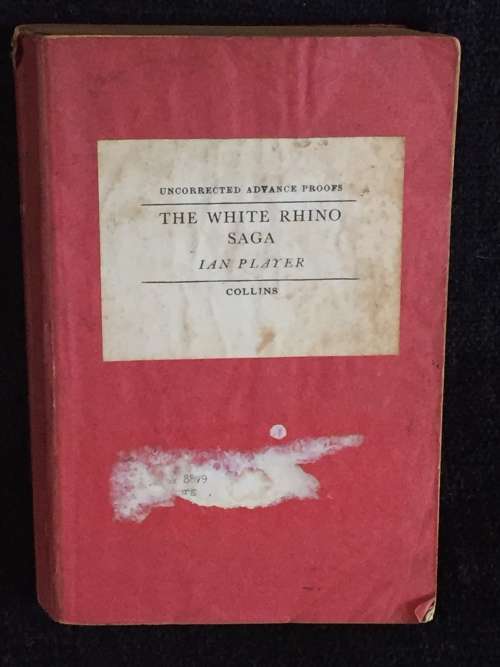 UNCORRECTED ADVANCE PROOFS
THE WHITE RHINO
SAGA
IAN PLAYER
COLLINS